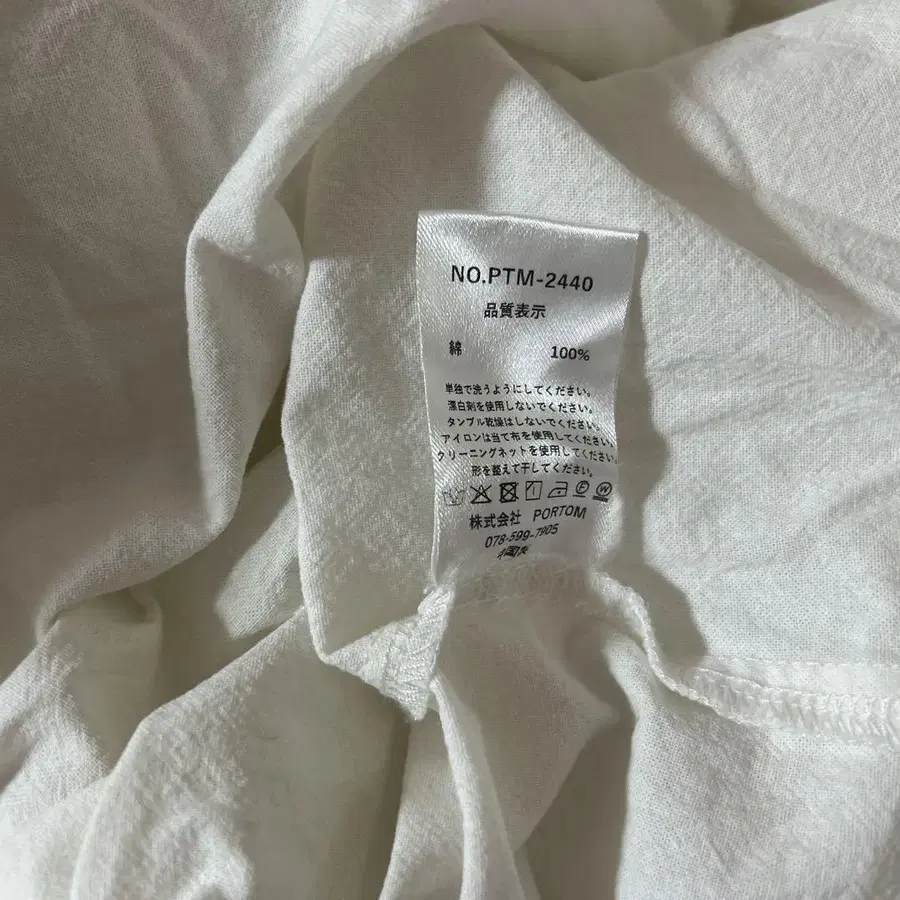 NO.PTM-2440
品質表示
綿 100%
単独で洗うようにしてください。
漂白剤を使用しないでください。
タンブル乾燥はしないでください。
アイロンは当て布を使用してください。
クリーニングネットを使用してください。
形を整えて干してください。
株式会社 PORTOM
078-599-7905
中国製